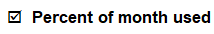 ☑ Percent of month used